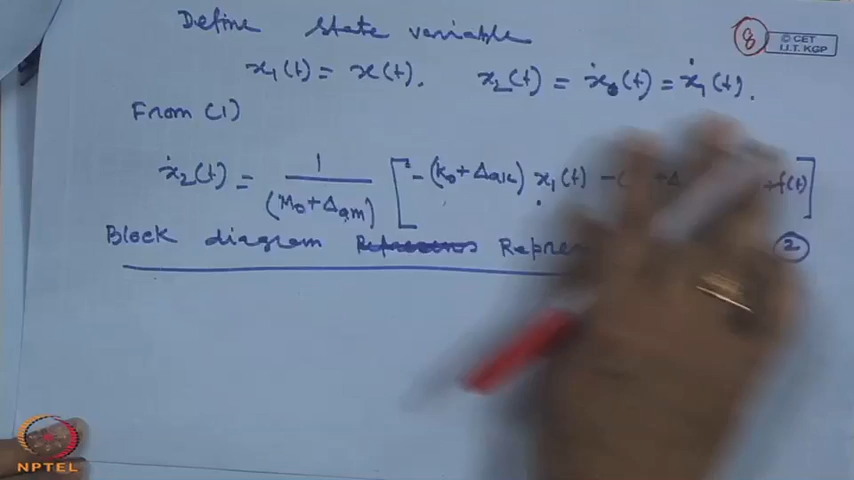 Define state variable
8
© CET
I.I.T. KGP
x₁(t) = x(t). x₂(t) = ẋ(t) = ẋ₁(t).
From (1)
ẋ₂(t) = 1/(M₀+Δam) [-(k₀+Δak) x₁(t) -( +Δ +f(t)]
Block diagram
2
NPTEL